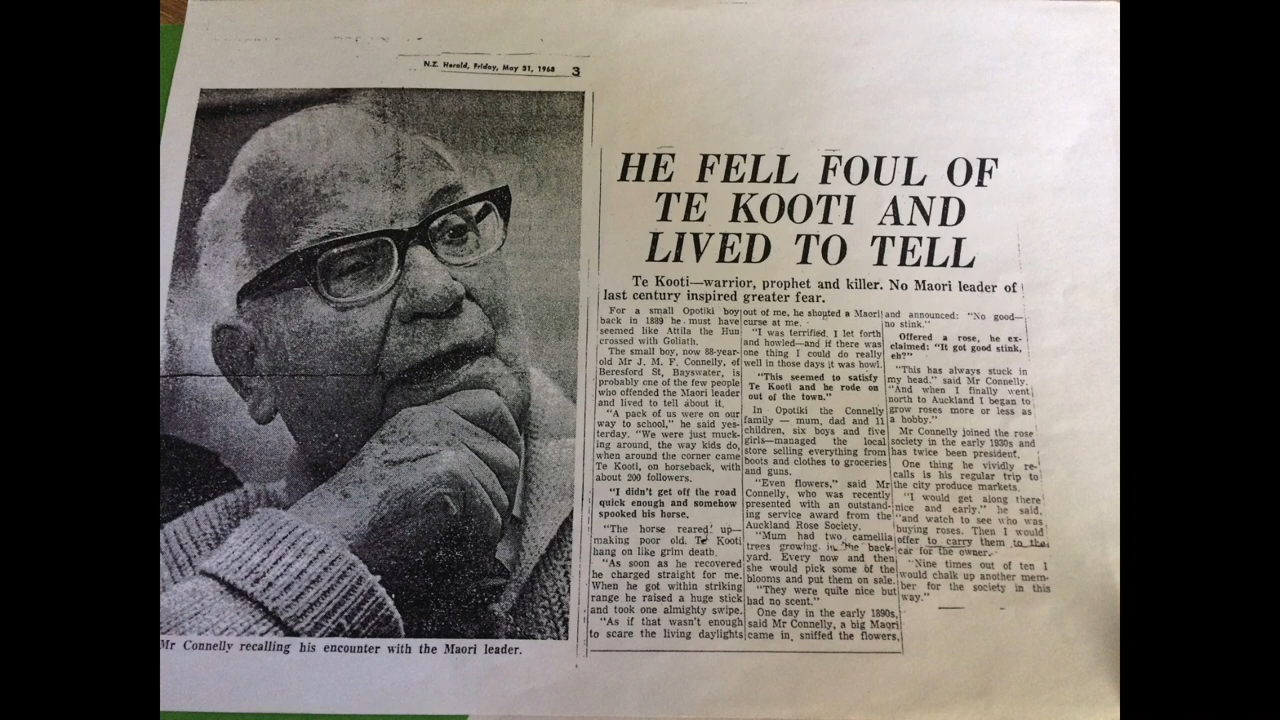 N.Z. Herald, Friday, May 31, 1968 3
HE FELL FOUL OF
TE KOOTI AND
LIVED TO TELL
Te Kooti—warrior, prophet and killer. No Maori leader of
last century inspired greater fear.
For a small Opotiki boy
back in 1889 he must have
seemed like Attila the Hun
crossed with Goliath.
The small boy, now 88-year-
old Mr J. M. F. Connelly, of
Beresford St, Bayswater, is
probably one of the few people
who offended the Maori leader
and lived to tell about it.
"A pack of us were on our
way to school," he said yes-
terday. "We were just muck-
ing around, the way kids do,
when around the corner came
Te Kooti, on horseback, with
about 200 followers.
"I didn't get off the road
quick enough and somehow
spooked his horse.
"The horse reared up—
making poor old Te Kooti
hang on like grim death.
"As soon as he recovered
he charged straight for me.
When he got within striking
range he raised a huge stick
and took one almighty swipe.
"As if that wasn't enough
to scare the living daylights
out of me, he shouted a Maori
curse at me.
"I was terrified. I let forth
and howled—and if there was
one thing I could do really
well in those days it was howl.
"This seemed to satisfy
Te Kooti and he rode on
out of the town."
In Opotiki the Connelly
family — mum, dad and 11
children, six boys and five
girls—managed the local
store selling everything from
boots and clothes to groceries
and guns.
"Even flowers," said Mr
Connelly, who was recently
presented with an outstand-
ing service award from the
Auckland Rose Society.
"Mum had two camellia
trees growing in the back-
yard. Every now and then
she would pick some of the
blooms and put them on sale.
"They were quite nice but
had no scent."
One day in the early 1890s,
said Mr Connelly, a big Maori
came in, sniffed the flowers,
and announced: "No good—
no stink."
Offered a rose, he ex-
claimed: "It got good stink,
eh?"
"This has always stuck in
my head." said Mr Connelly.
"And when I finally went
north to Auckland I began to
grow roses more or less as
a hobby."
Mr Connelly joined the rose
society in the early 1930s and
has twice been president.
One thing he vividly re-
calls is his regular trip to
the city produce markets.
"I would get along there
nice and early," he said,
"and watch to see who was
buying roses. Then I would
offer to carry them to the
car for the owner.
"Nine times out of ten I
would chalk up another mem-
ber for the society in this
way."
Mr Connelly recalling his encounter with the Maori leader.